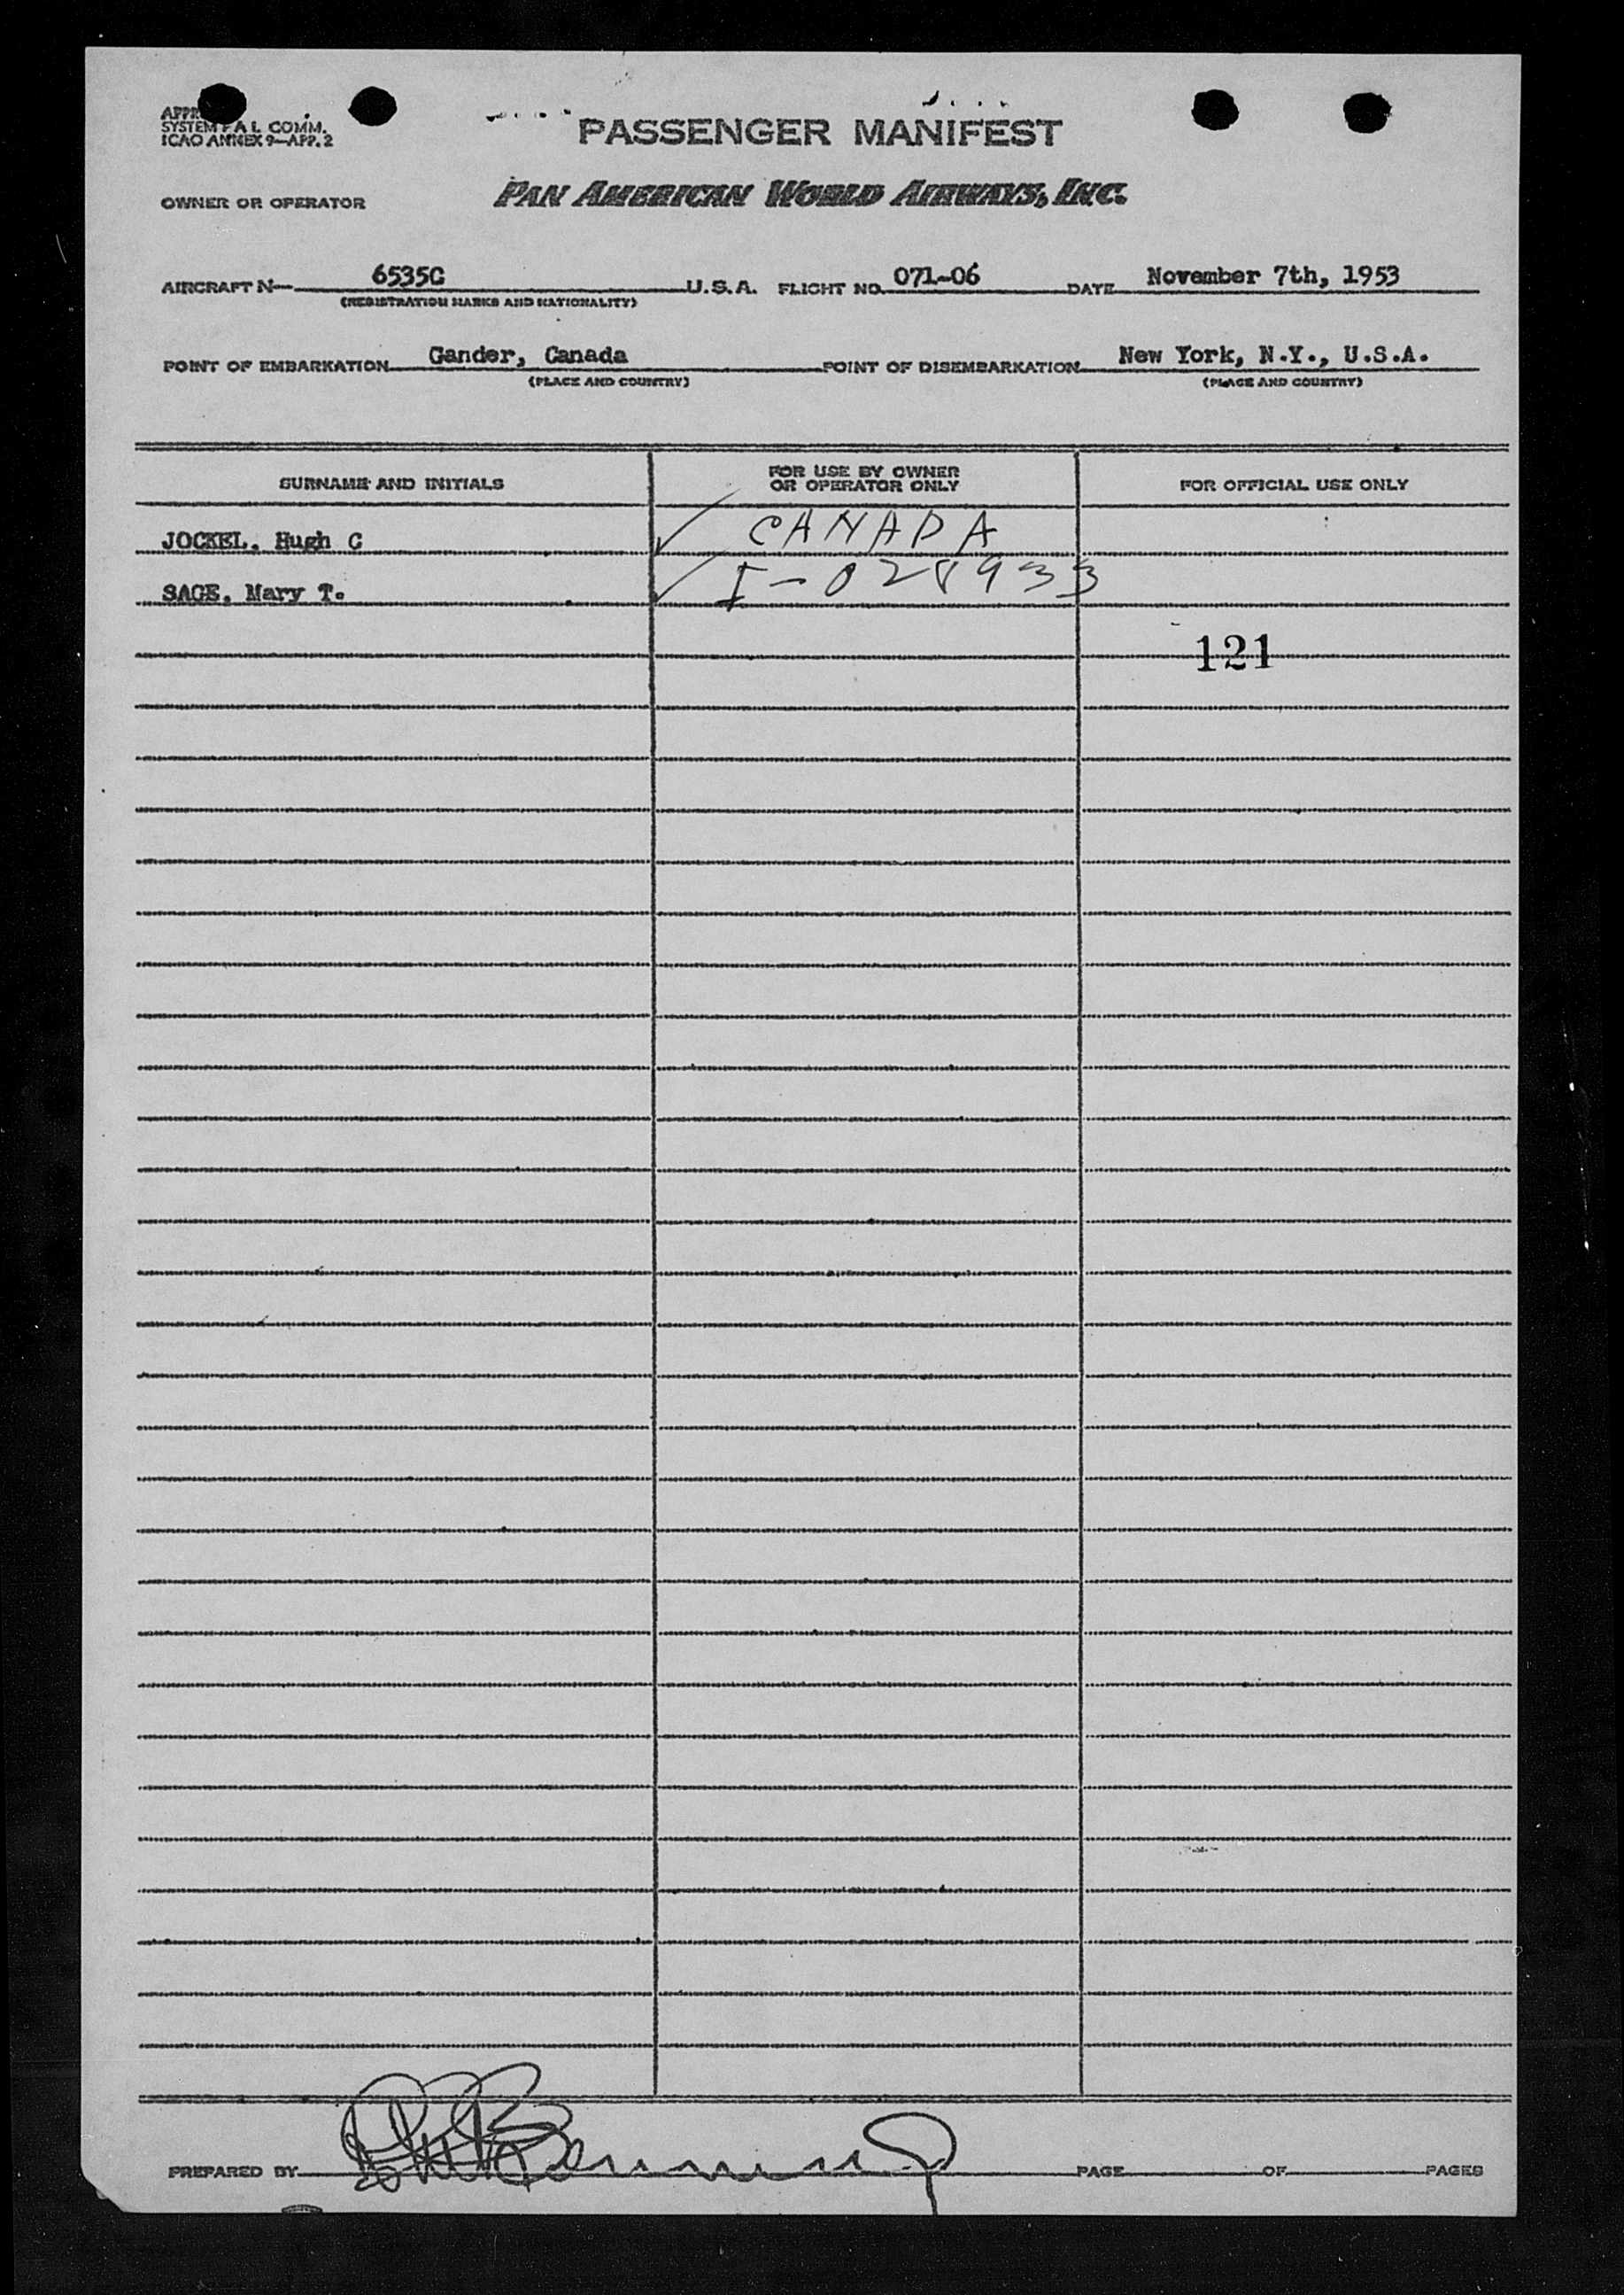 PASSENGER MANIFEST
SYSTEM F A L COMM.
ICAO ANNEX 9—APP. 2
OWNER OR OPERATOR PAN AMERICAN WORLD AIRWAYS, INC.
AIRCRAFT N— 6535C U.S.A. FLIGHT NO. 071-06 DATE November 7th, 1953
(REGISTRATION MARKS AND NATIONALITY)
POINT OF EMBARKATION Gander, Canada POINT OF DISEMBARKATION New York, N.Y., U.S.A.
(PLACE AND COUNTRY) (PLACE AND COUNTRY)
SURNAME AND INITIALS FOR USE BY OWNER OR OPERATOR ONLY FOR OFFICIAL USE ONLY
JOCKEL, Hugh C CANADA
SAGE, Mary T. I-028933
121
PREPARED BY PAGE OF PAGES